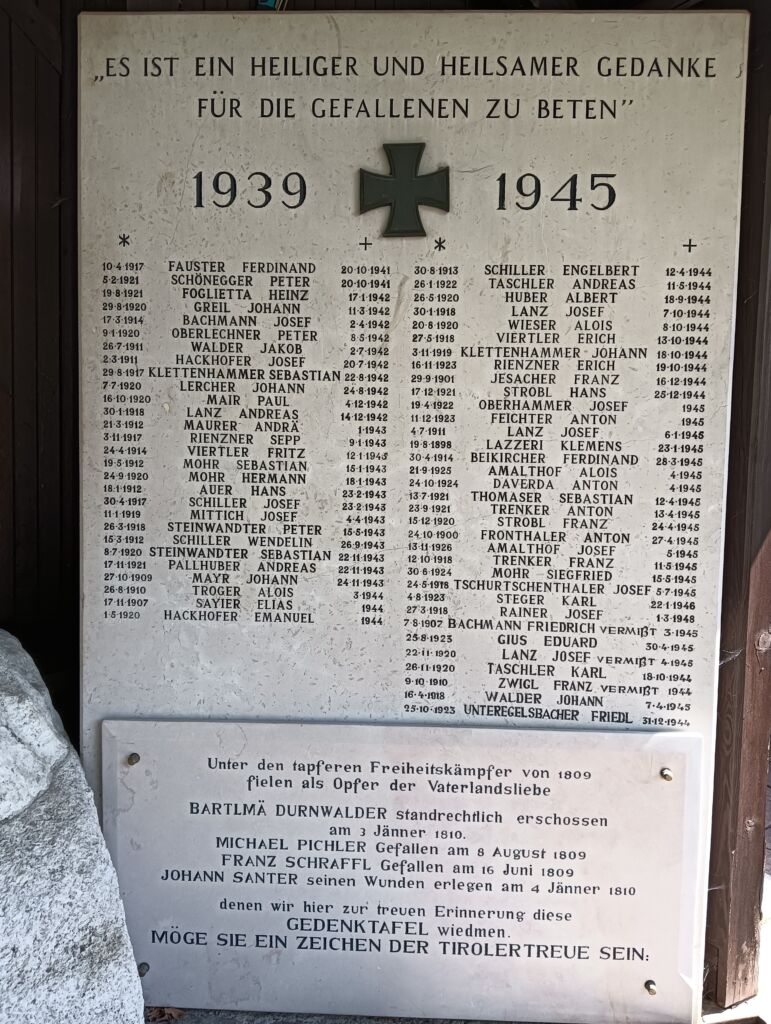 „ES IST EIN HEILIGER UND HEILSAMER GEDANKE
FÜR DIE GEFALLENEN ZU BETEN”
1939 1945
* +
10·4·1917 FAUSTER FERDINAND 20·10·1941
5·2·1921 SCHÖNEGGER PETER 20·10·1941
19·8·1921 FOGLIETTA HEINZ 17·1·1942
29·8·1920 GREIL JOHANN 11·3·1942
17·3·1914 BACHMANN JOSEF 2·4·1942
9·1·1920 OBERLECHNER PETER 8·5·1942
26·7·1911 WALDER JAKOB 2·7·1942
2·3·1911 HACKHOFER JOSEF 20·7·1942
29·8·1917 KLETTENHAMMER SEBASTIAN 22·8·1942
7·7·1920 LERCHER JOHANN 24·8·1942
16·10·1920 MAIR PAUL 4·12·1942
30·1·1918 LANZ ANDREAS 14·12·1942
21·3·1912 MAURER ANDRÄ 1·1943
3·11·1917 RIENZNER SEPP 9·1·1943
24·4·1914 VIERTLER FRITZ 12·1·1943
19·5·1912 MOHR SEBASTIAN 15·1·1943
24·9·1920 MOHR HERMANN 18·1·1943
18·1·1912 AUER HANS 23·2·1943
30·4·1917 SCHILLER JOSEF 23·2·1943
11·1·1919 MITTICH JOSEF 4·4·1943
26·3·1918 STEINWANDTER PETER 15·5·1943
15·3·1912 SCHILLER WENDELIN 26·9·1943
8·7·1920 STEINWANDTER SEBASTIAN 22·11·1943
17·11·1921 PALLHUBER ANDREAS 22·11·1943
27·10·1909 MAYR JOHANN 24·11·1943
26·8·1910 TROGER ALOIS 3·1944
17·11·1907 SAYIER ELIAS 1944
1·5·1920 HACKHOFER EMANUEL 1944
* +
30·8·1913 SCHILLER ENGELBERT 12·4·1944
26·1·1922 TASCHLER ANDREAS 11·5·1944
26·5·1920 HUBER ALBERT 18·9·1944
30·1·1918 LANZ JOSEF 7·10·1944
20·8·1920 WIESER ALOIS 8·10·1944
27·5·1918 VIERTLER ERICH 13·10·1944
3·11·1919 KLETTENHAMMER JOHANN 18·10·1944
16·11·1923 RIENZNER ERICH 19·10·1944
29·9·1901 JESACHER FRANZ 16·12·1944
17·12·1921 STROBL HANS 25·12·1944
19·4·1922 OBERHAMMER JOSEF 1945
11·12·1923 FEICHTER ANTON 1945
4·7·1911 LANZ JOSEF 6·1·1945
19·8·1898 LAZZERI KLEMENS 23·1·1945
30·4·1914 BEIKIRCHER FERDINAND 28·3·1945
21·9·1925 AMALTHOF ALOIS 4·1945
24·10·1924 DAVERDA ANTON 4·1945
13·7·1921 THOMASER SEBASTIAN 12·4·1945
23·9·1921 TRENKER ANTON 13·4·1945
15·12·1920 STROBL FRANZ 24·4·1945
24·10·1900 FRONTHALER ANTON 27·4·1945
13·11·1926 AMALTHOF JOSEF 5·1945
12·10·1918 TRENKER FRANZ 11·5·1945
30·6·1924 MOHR SIEGFRIED 15·5·1945
24·5·1918 TSCHURTSCHENTHALER JOSEF 5·7·1945
4·8·1923 STEGER KARL 22·1·1946
27·3·1918 RAINER JOSEF 1·3·1948
7·8·1907 BACHMANN FRIEDRICH VERMIßT 3·1945
25·8·1923 GIUS EDUARD 30·4·1945
22·11·1920 LANZ JOSEF VERMIßT 4·1945
26·11·1920 TASCHLER KARL 18·10·1944
9·10·1910 ZWIGL FRANZ VERMIßT 1944
16·4·1918 WALDER JOHANN 7·4·1945
25·10·1923 UNTEREGELSBACHER FRIEDL 31·12·1944
Unter den tapferen Freiheitskämpfer von 1809
fielen als Opfer der Vaterlandsliebe
BARTLMÄ DURNWALDER standrechtlich erschossen
am 3 Jänner 1810.
MICHAEL PICHLER Gefallen am 8 August 1809
FRANZ SCHRAFFL Gefallen am 16 Juni 1809
JOHANN SANTER seinen Wunden erlegen am 4 Jänner 1810
denen wir hier zur treuen Erinnerung diese
GEDENKTAFEL wiedmen.
MÖGE SIE EIN ZEICHEN DER TIROLERTREUE SEIN: